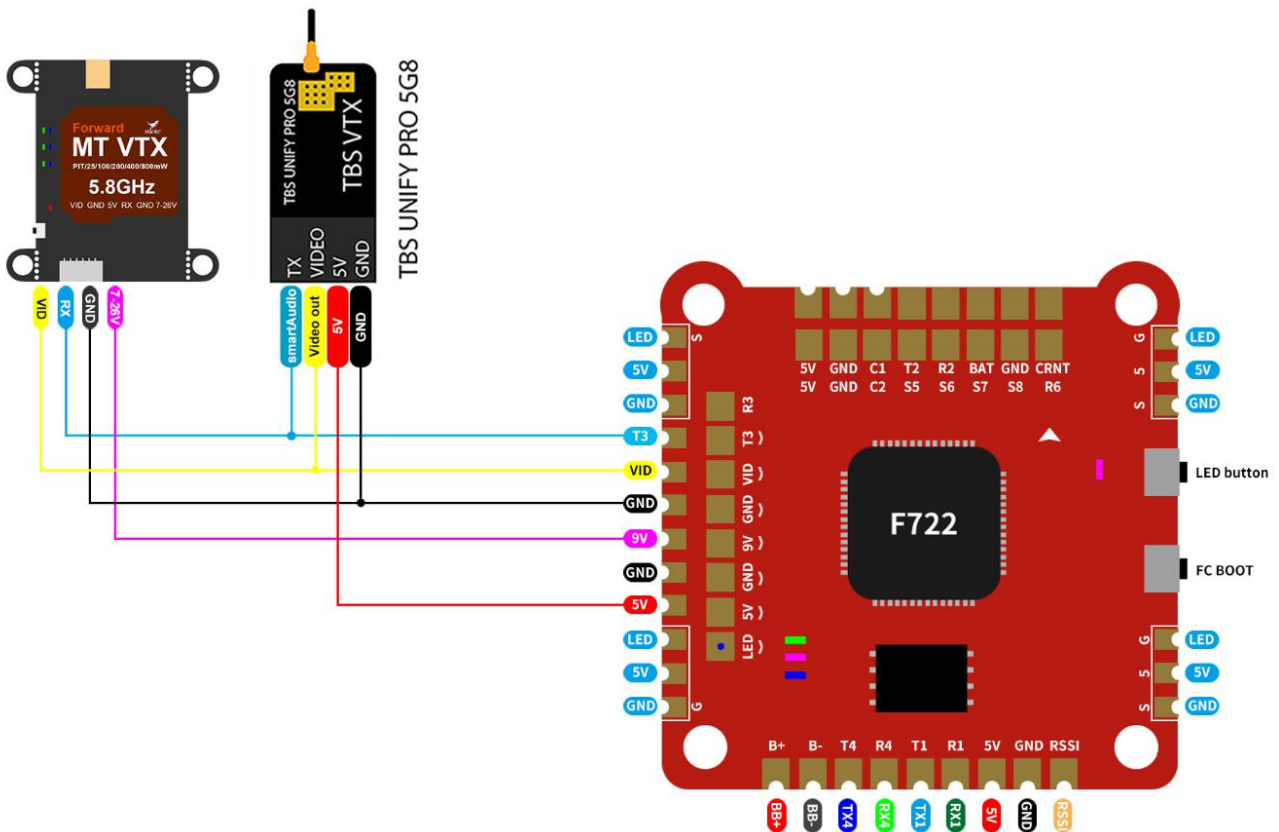 Forward
MT VTX
PIT/25/100/200/400/800mW
5.8GHz
VID GND 5V RX GND 7-26V
VID
RX
GND
7-26V
TBS UNIFY PRO 5G8
TBS VTX
TX
VIDEO
5V
GND
smartAudio
Video out
5V
GND
TBS UNIFY PRO 5G8
LED
5V
GND
T3
VID
GND
9V
GND
5V
LED
5V
GND
S
R3
T3 )
VID )
GND )
9V )
GND )
5V )
LED )
G
5V GND C1 T2 R2 BAT GND CRNT
5V GND C2 S5 S6 S7 S8 R6
F722
G
5
S
LED
5V
GND
LED button
FC BOOT
G
5
S
LED
5V
GND
B+ B- T4 R4 T1 R1 5V GND RSSI
BB+ BB- TX4 RX4 TX1 RX1 5V GND RSSI